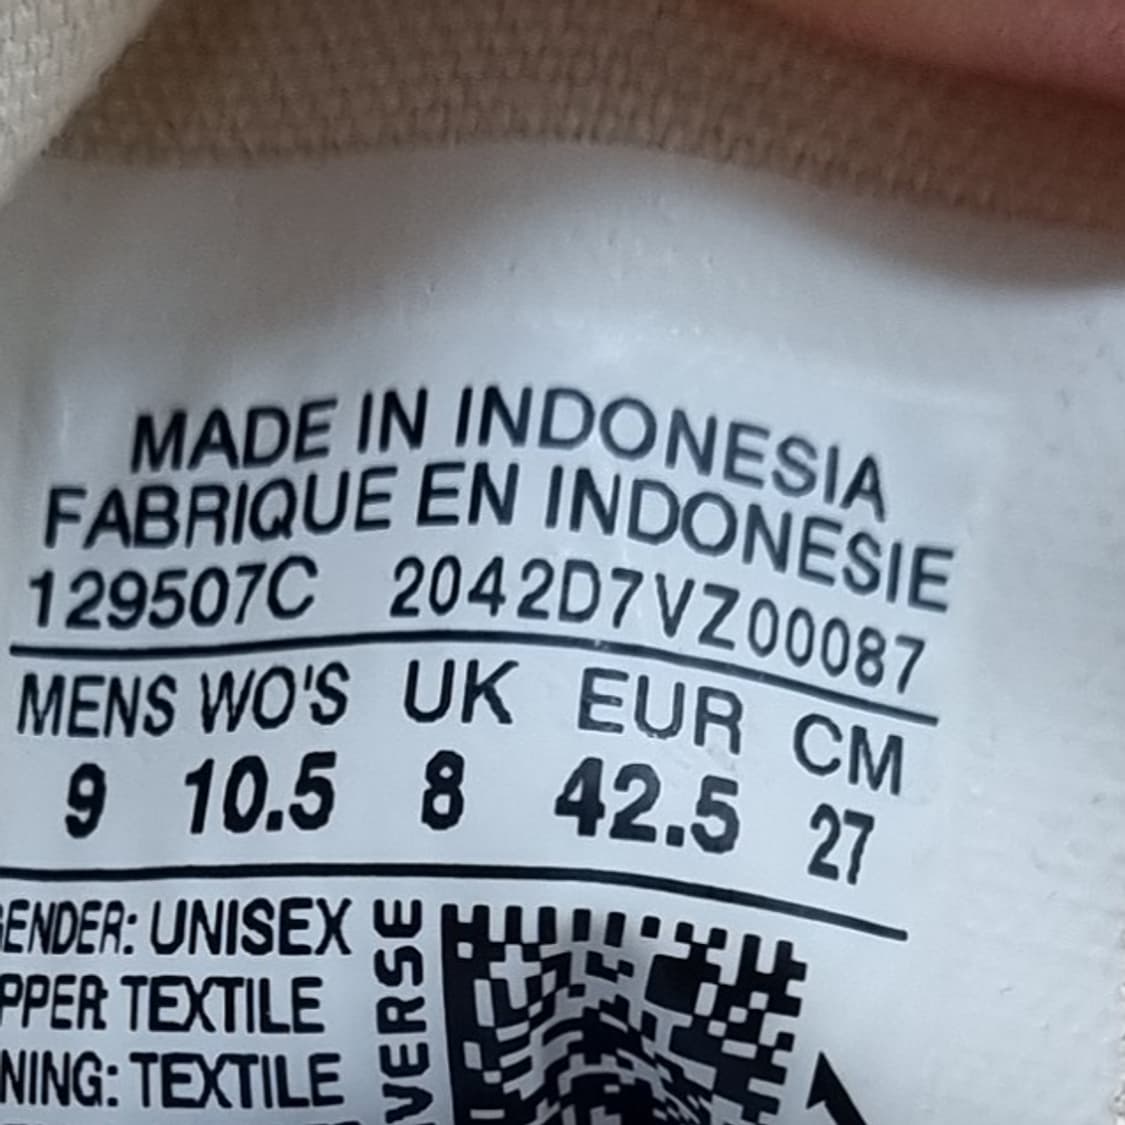 MADE IN INDONESIA
FABRIQUE EN INDONESIE
129507C 2042D7VZ00087
MENS WO'S UK EUR CM
9 10.5 8 42.5 27
ENDER: UNISEX
PPER TEXTILE
NING: TEXTILE
VERSE